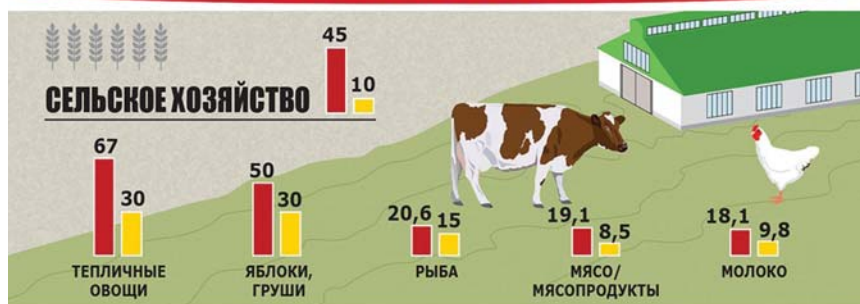 45
10
СЕЛЬСКОЕ ХОЗЯЙСТВО
67
30
ТЕПЛИЧНЫЕ
ОВОЩИ
50
30
ЯБЛОКИ,
ГРУШИ
20,6
15
РЫБА
19,1
8,5
МЯСО/
МЯСОПРОДУКТЫ
18,1
9,8
МОЛОКО